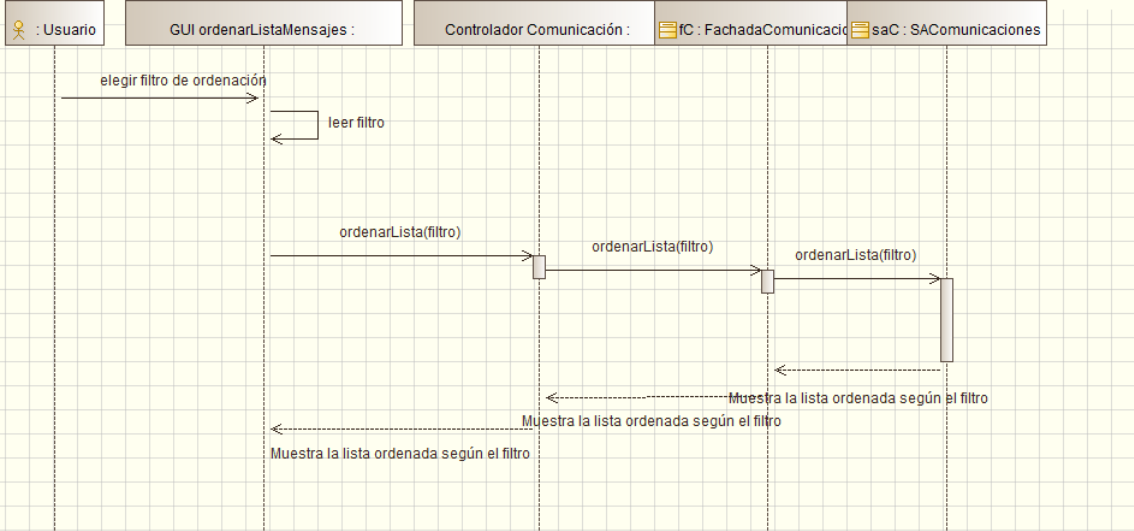 : Usuario
GUI ordenarListaMensajes :
Controlador Comunicación :
fC : FachadaComunicacio
saC : SAComunicaciones
elegir filtro de ordenación
leer filtro
ordenarLista(filtro)
ordenarLista(filtro)
ordenarLista(filtro)
Muestra la lista ordenada según el filtro
Muestra la lista ordenada según el filtro
Muestra la lista ordenada según el filtro